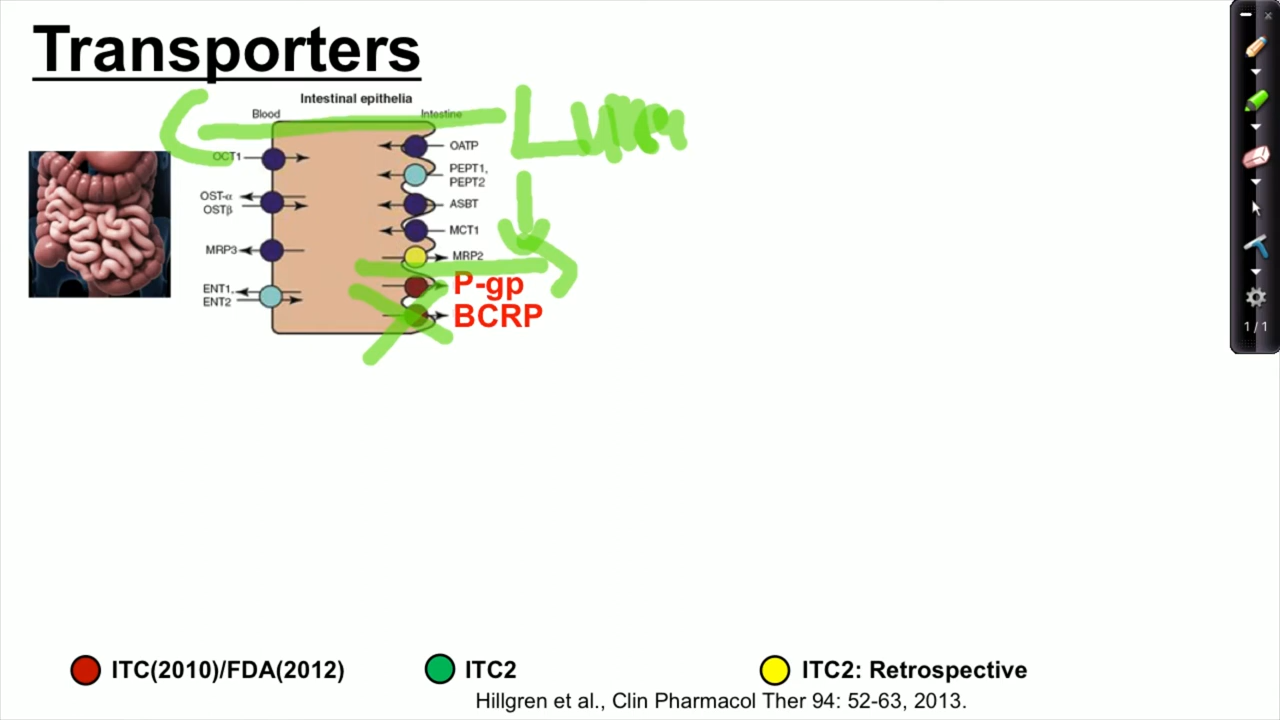 Transporters
Intestinal epithelia
Blood
Intestine
Lumen
OCT1
OATP
PEPT1,
PEPT2
OST-α
OSTβ
ASBT
MCT1
MRP3
MRP2
ENT1,
ENT2
P-gp
BCRP
1/1
ITC(2010)/FDA(2012)
ITC2
ITC2: Retrospective
Hillgren et al., Clin Pharmacol Ther 94: 52-63, 2013.